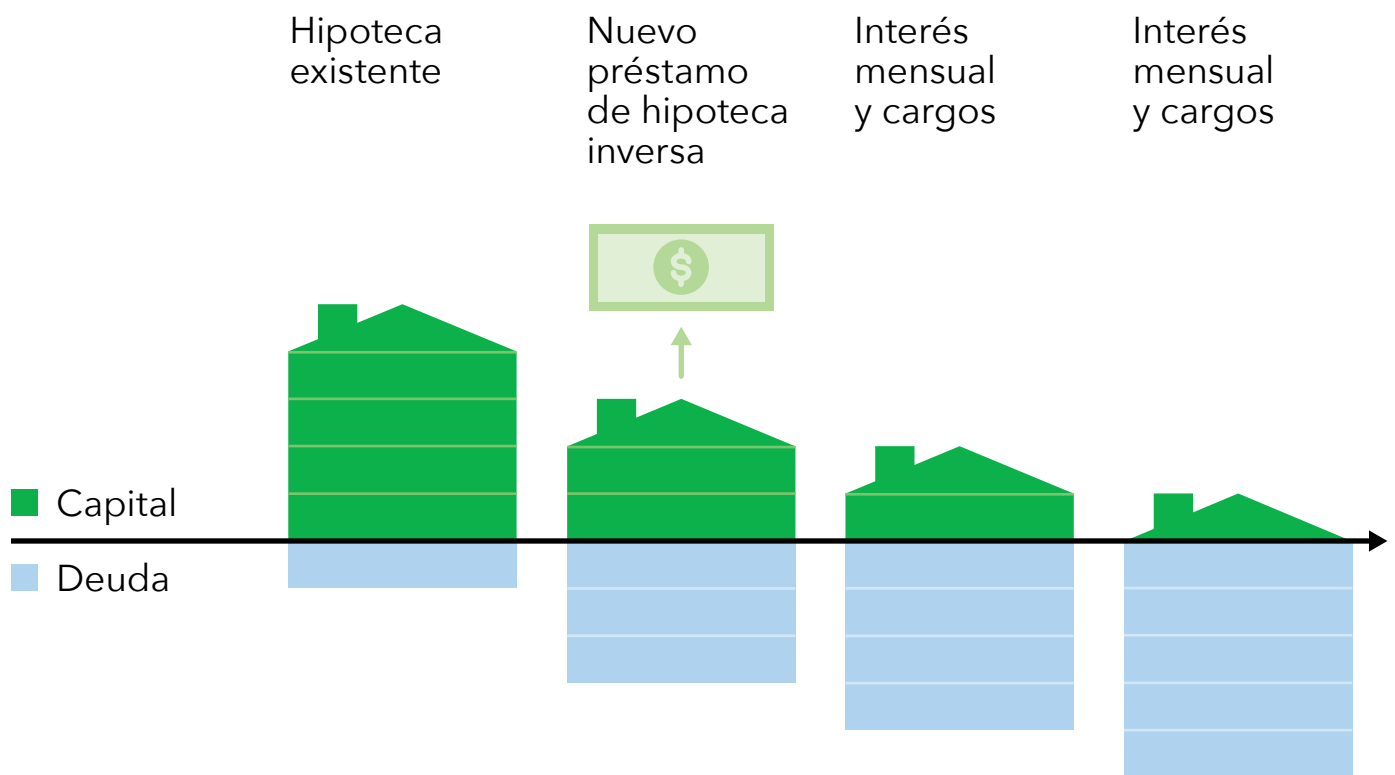 Hipoteca
existente
Nuevo
préstamo
de hipoteca
inversa
Interés
mensual
y cargos
Interés
mensual
y cargos
$
Capital
Deuda